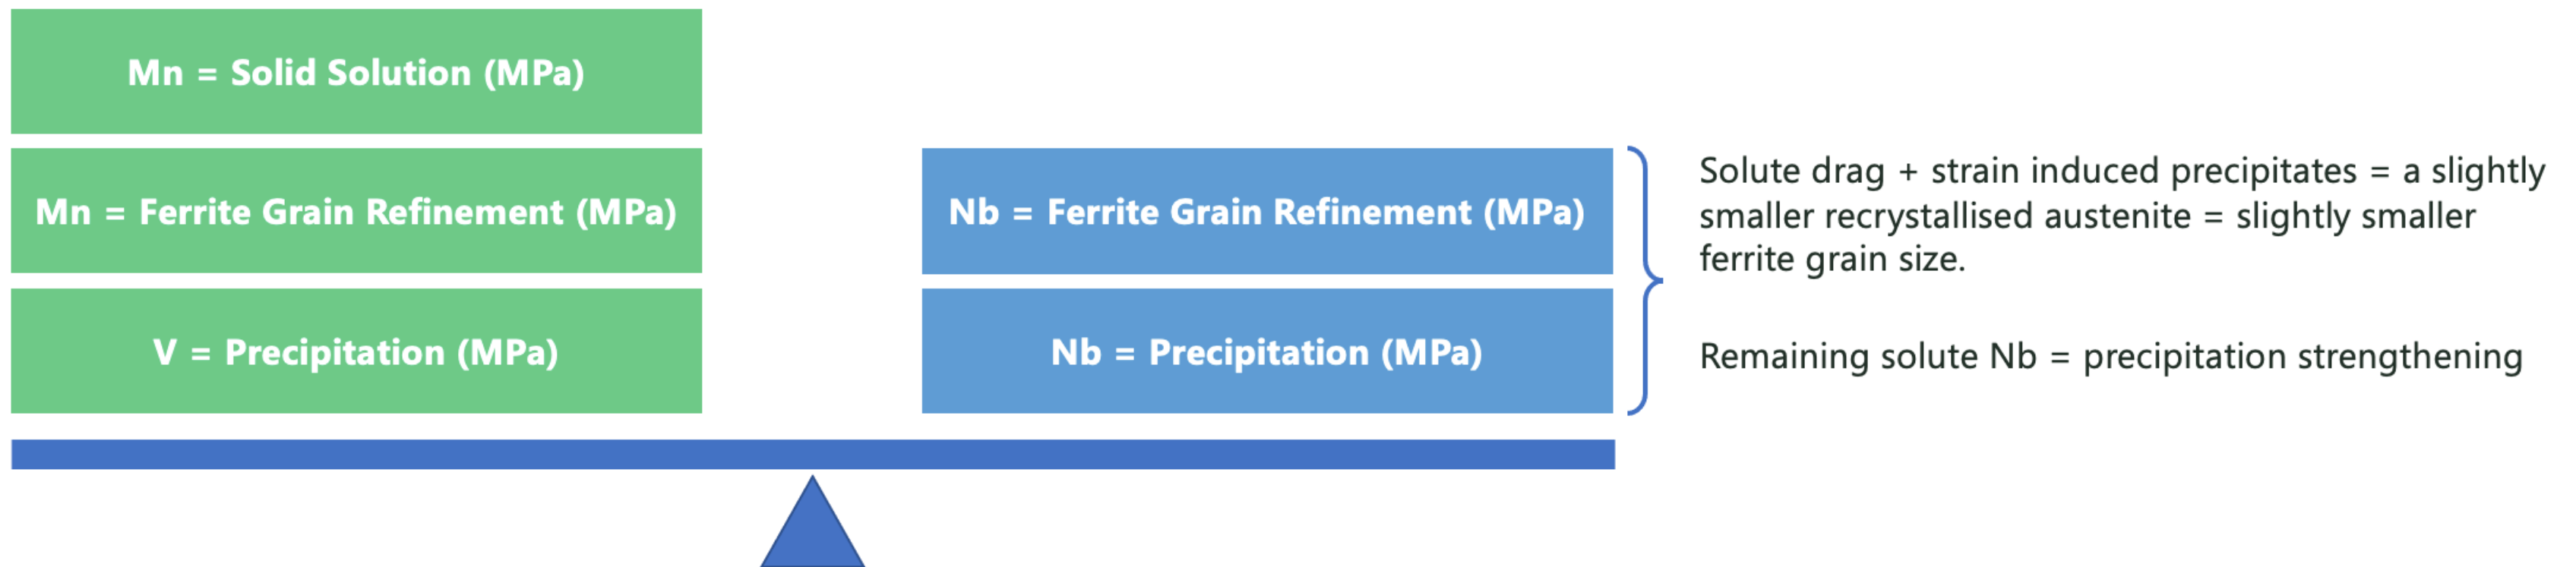 Mn = Solid Solution (MPa)
Mn = Ferrite Grain Refinement (MPa)
V = Precipitation (MPa)
Nb = Ferrite Grain Refinement (MPa)
Nb = Precipitation (MPa)
Solute drag + strain induced precipitates = a slightly
smaller recrystallised austenite = slightly smaller
ferrite grain size.
Remaining solute Nb = precipitation strengthening